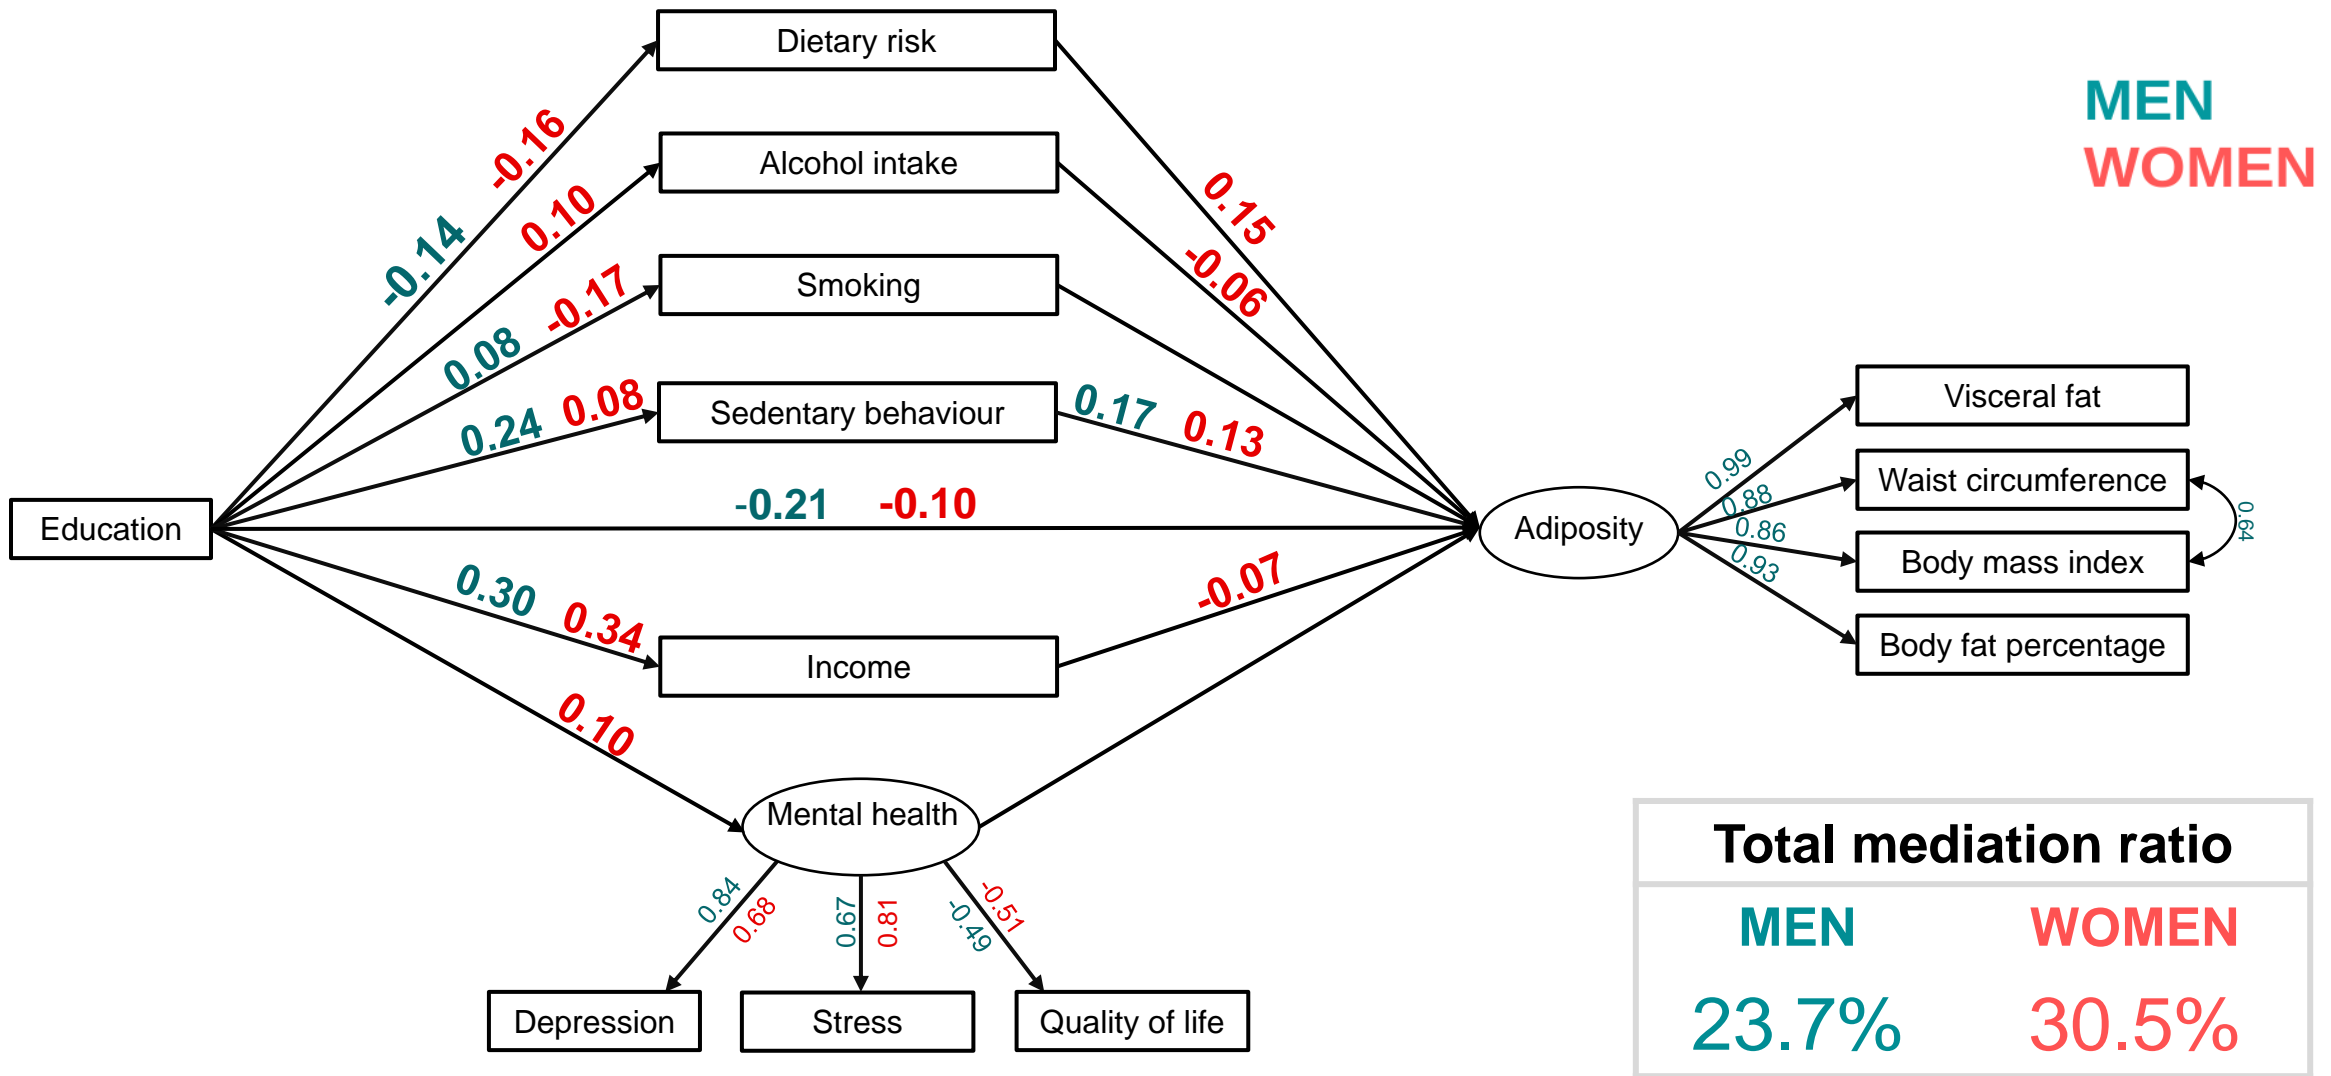 Dietary risk
MEN
WOMEN
-0.16
Alcohol intake
0.10
0.15
-0.14
-0.06
Smoking
-0.17
0.08
Visceral fat
Sedentary behaviour
0.08
0.24
0.17
0.13
0.99
Waist circumference
0.88
-0.21 -0.10
Education
Adiposity
0.86
0.64
Body mass index
0.93
0.30
-0.07
0.34
Body fat percentage
Income
0.10
Mental health
Total mediation ratio
0.84
0.68
0.67
0.81
-0.51
-0.49
MEN WOMEN
Depression
Stress
Quality of life
23.7% 30.5%